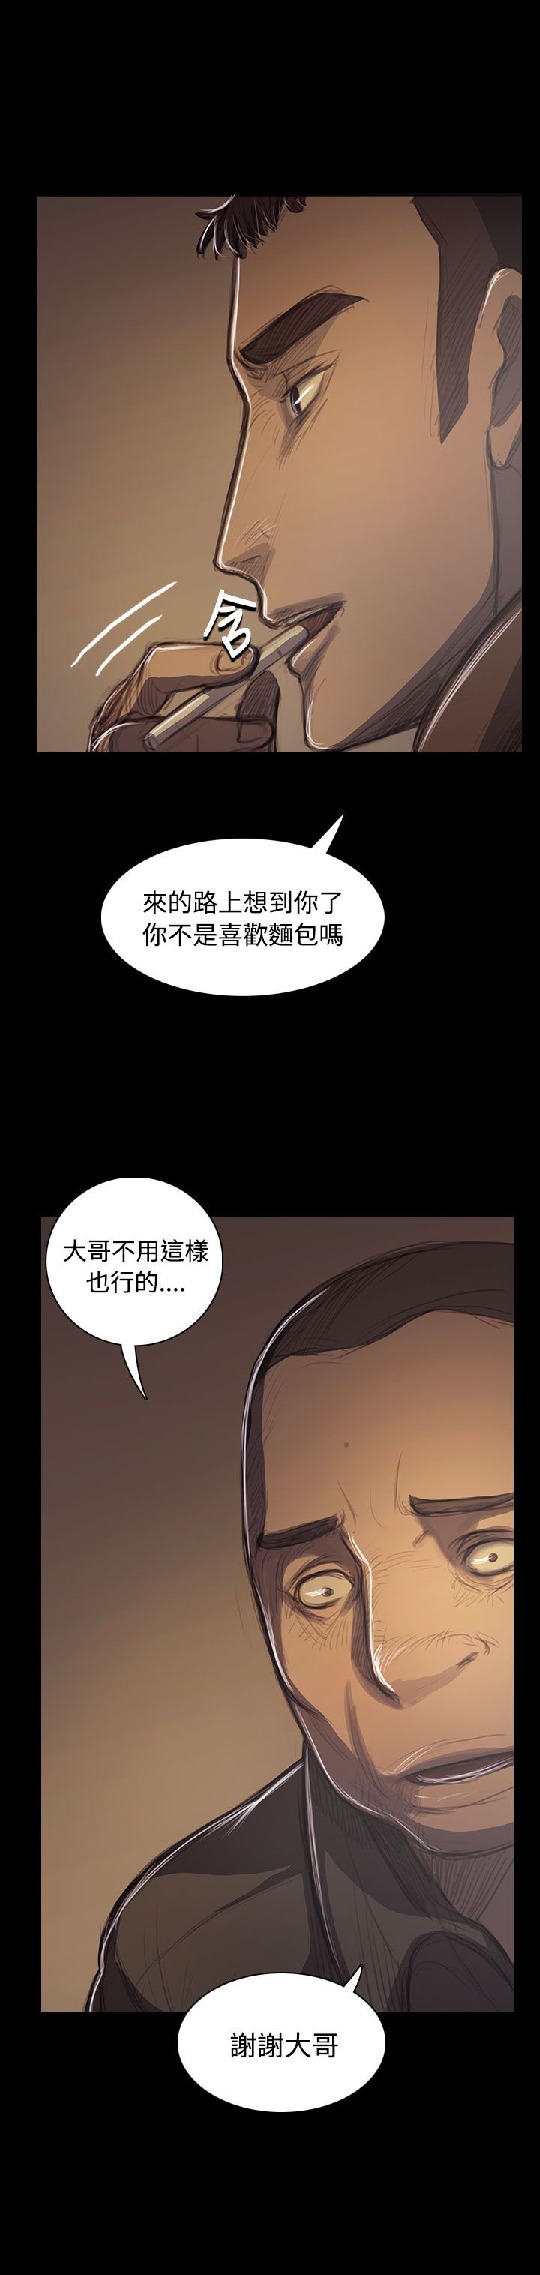 含
來的路上想到你了
你不是喜歡麵包嗎
大哥不用這樣
也行的....
謝謝大哥